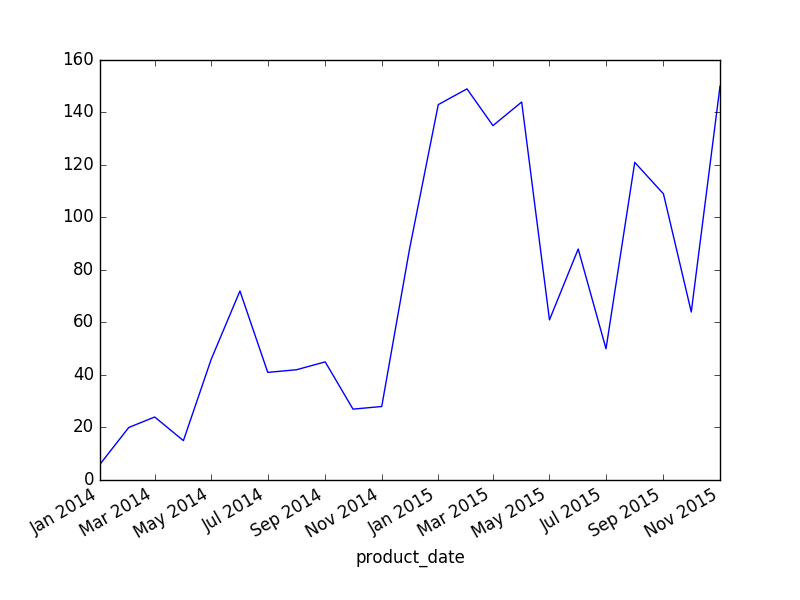 160
140
120
100
80
60
40
20
0
Jan 2014
Mar 2014
May 2014
Jul 2014
Sep 2014
Nov 2014
Jan 2015
Mar 2015
May 2015
Jul 2015
Sep 2015
Nov 2015
product_date